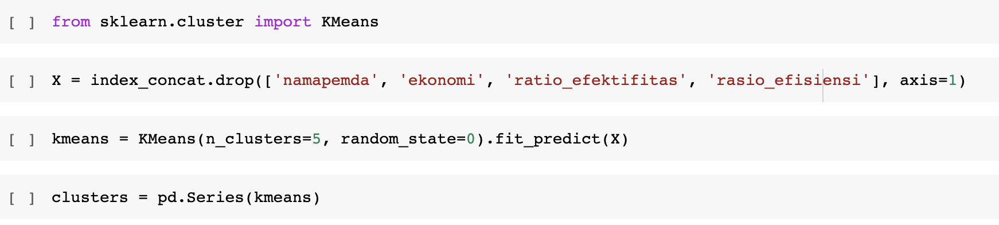 [ ] from sklearn.cluster import KMeans
[ ] X = index_concat.drop(['namapemda', 'ekonomi', 'ratio_efektifitas', 'rasio_efisiensi'], axis=1)
[ ] kmeans = KMeans(n_clusters=5, random_state=0).fit_predict(X)
[ ] clusters = pd.Series(kmeans)